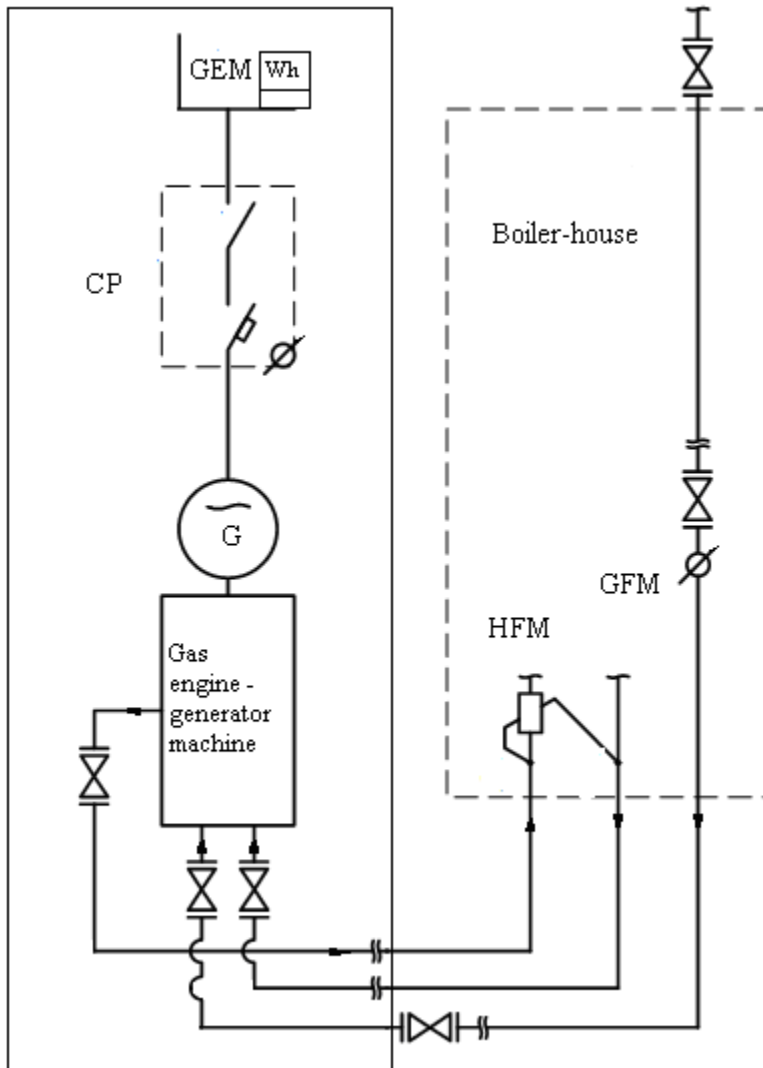 GEM Wh
Boiler-house
CP
G
GFM
HFM
Gas
engine -
generator
machine